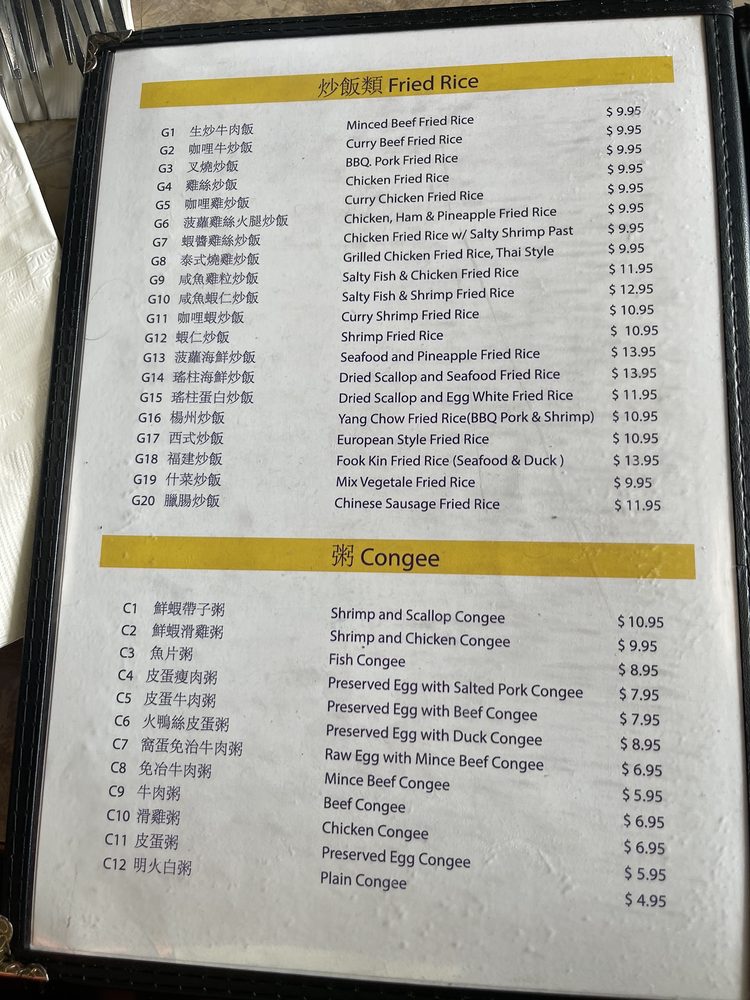 炒飯類 Fried Rice
G1 生炒牛肉飯 Minced Beef Fried Rice $ 9.95
G2 咖哩牛炒飯 Curry Beef Fried Rice $ 9.95
G3 叉燒炒飯 BBQ. Pork Fried Rice $ 9.95
G4 雞絲炒飯 Chicken Fried Rice $ 9.95
G5 咖哩雞炒飯 Curry Chicken Fried Rice $ 9.95
G6 菠蘿雞絲火腿炒飯 Chicken, Ham & Pineapple Fried Rice $ 9.95
G7 蝦醬雞絲炒飯 Chicken Fried Rice w/ Salty Shrimp Past $ 9.95
G8 泰式燒雞炒飯 Grilled Chicken Fried Rice, Thai Style $ 9.95
G9 咸魚雞粒炒飯 Salty Fish & Chicken Fried Rice $ 11.95
G10 咸魚蝦仁炒飯 Salty Fish & Shrimp Fried Rice $ 12.95
G11 咖哩蝦炒飯 Curry Shrimp Fried Rice $ 10.95
G12 蝦仁炒飯 Shrimp Fried Rice $ 10.95
G13 菠蘿海鮮炒飯 Seafood and Pineapple Fried Rice $ 13.95
G14 瑤柱海鮮炒飯 Dried Scallop and Seafood Fried Rice $ 13.95
G15 瑤柱蛋白炒飯 Dried Scallop and Egg White Fried Rice $ 11.95
G16 楊州炒飯 Yang Chow Fried Rice(BBQ Pork & Shrimp) $ 10.95
G17 西式炒飯 European Style Fried Rice $ 10.95
G18 福建炒飯 Fook Kin Fried Rice (Seafood & Duck ) $ 13.95
G19 什菜炒飯 Mix Vegetale Fried Rice $ 9.95
G20 臘腸炒飯 Chinese Sausage Fried Rice $ 11.95
粥 Congee
C1 鮮蝦帶子粥 Shrimp and Scallop Congee $ 10.95
C2 鮮蝦滑雞粥 Shrimp and Chicken Congee $ 9.95
C3 魚片粥 Fish Congee $ 8.95
C4 皮蛋瘦肉粥 Preserved Egg with Salted Pork Congee $ 7.95
C5 皮蛋牛肉粥 Preserved Egg with Beef Congee $ 7.95
C6 火鴨絲皮蛋粥 Preserved Egg with Duck Congee $ 8.95
C7 窩蛋免治牛肉粥 Raw Egg with Mince Beef Congee $ 6.95
C8 免治牛肉粥 Mince Beef Congee $ 5.95
C9 牛肉粥 Beef Congee $ 6.95
C10 滑雞粥 Chicken Congee $ 6.95
C11 皮蛋粥 Preserved Egg Congee $ 5.95
C12 明火白粥 Plain Congee $ 4.95